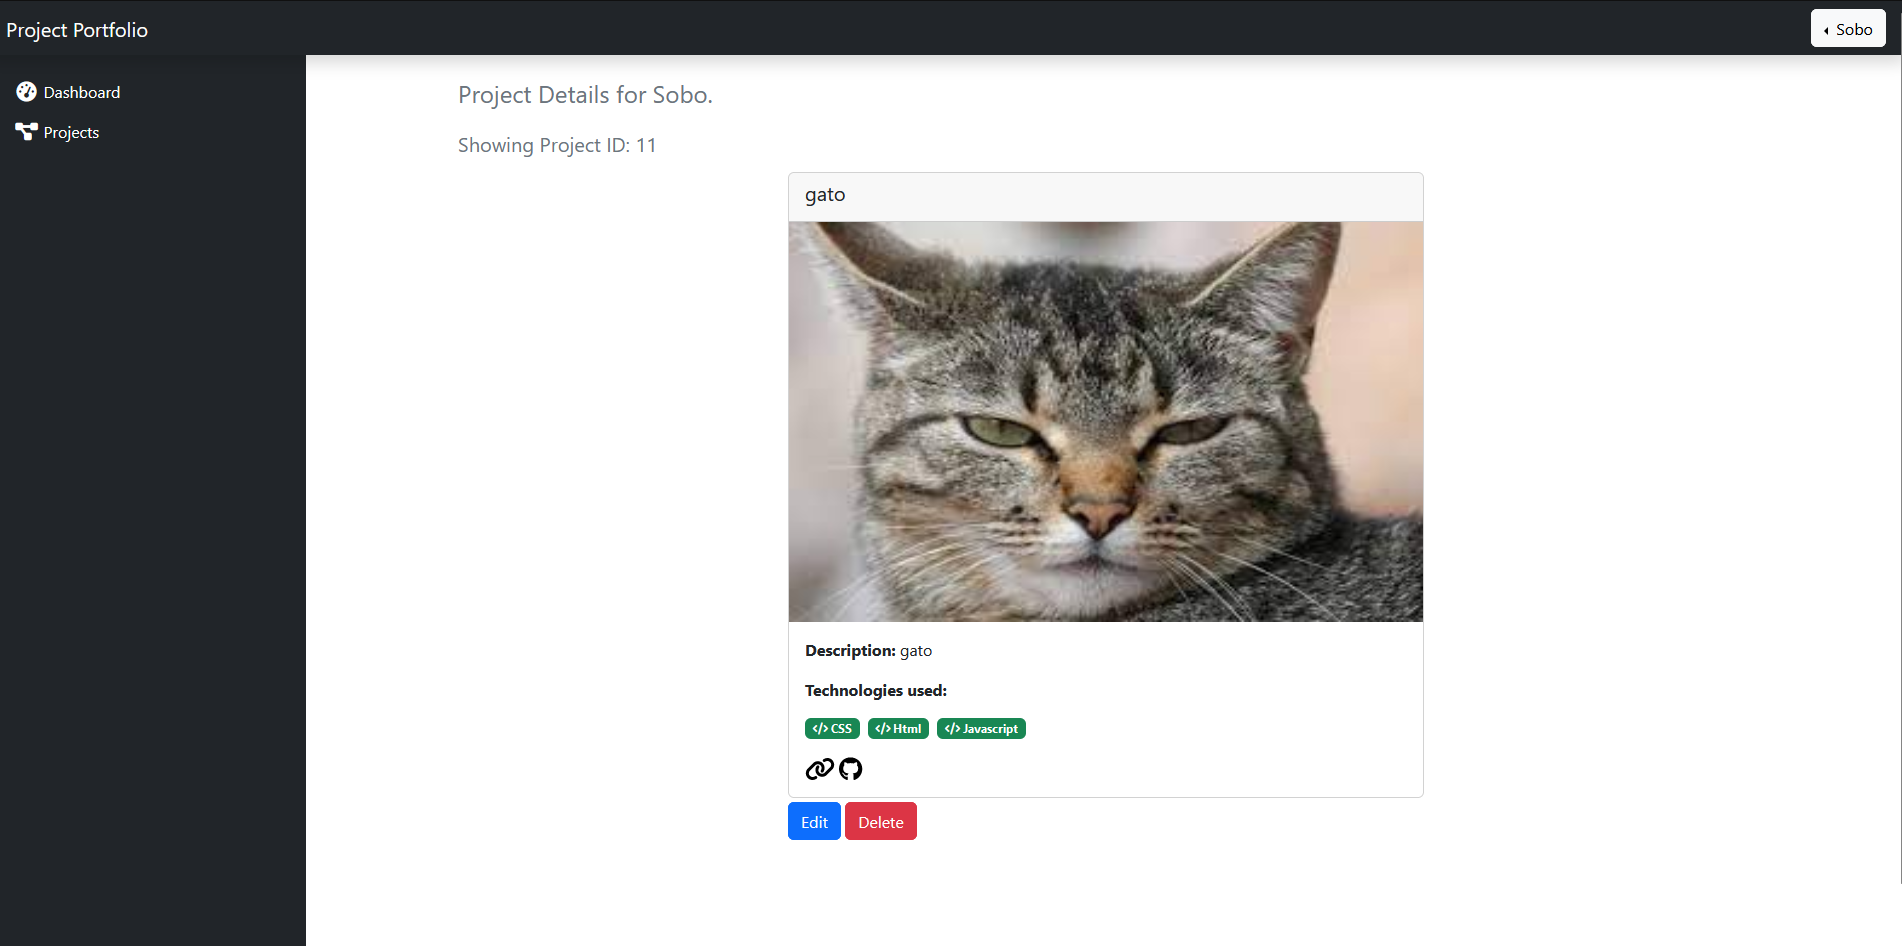 Project Portfolio
Sobo
Dashboard
Projects
Project Details for Sobo.
Showing Project ID: 11
gato
Description: gato
Technologies used:
</> CSS </> Html </> Javascript
Edit Delete